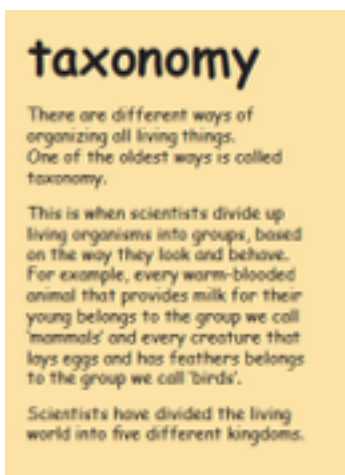 taxonomy
There are different ways of
organizing all living things.
One of the oldest ways is called
taxonomy.
This is when scientists divide up
living organisms into groups, based
on the way they look and behave.
For example, every warm-blooded
animal that provides milk for their
young belongs to the group we call
'mammals' and every creature that
lays eggs and has feathers belongs
to the group we call 'birds'.
Scientists have divided the living
world into five different kingdoms.